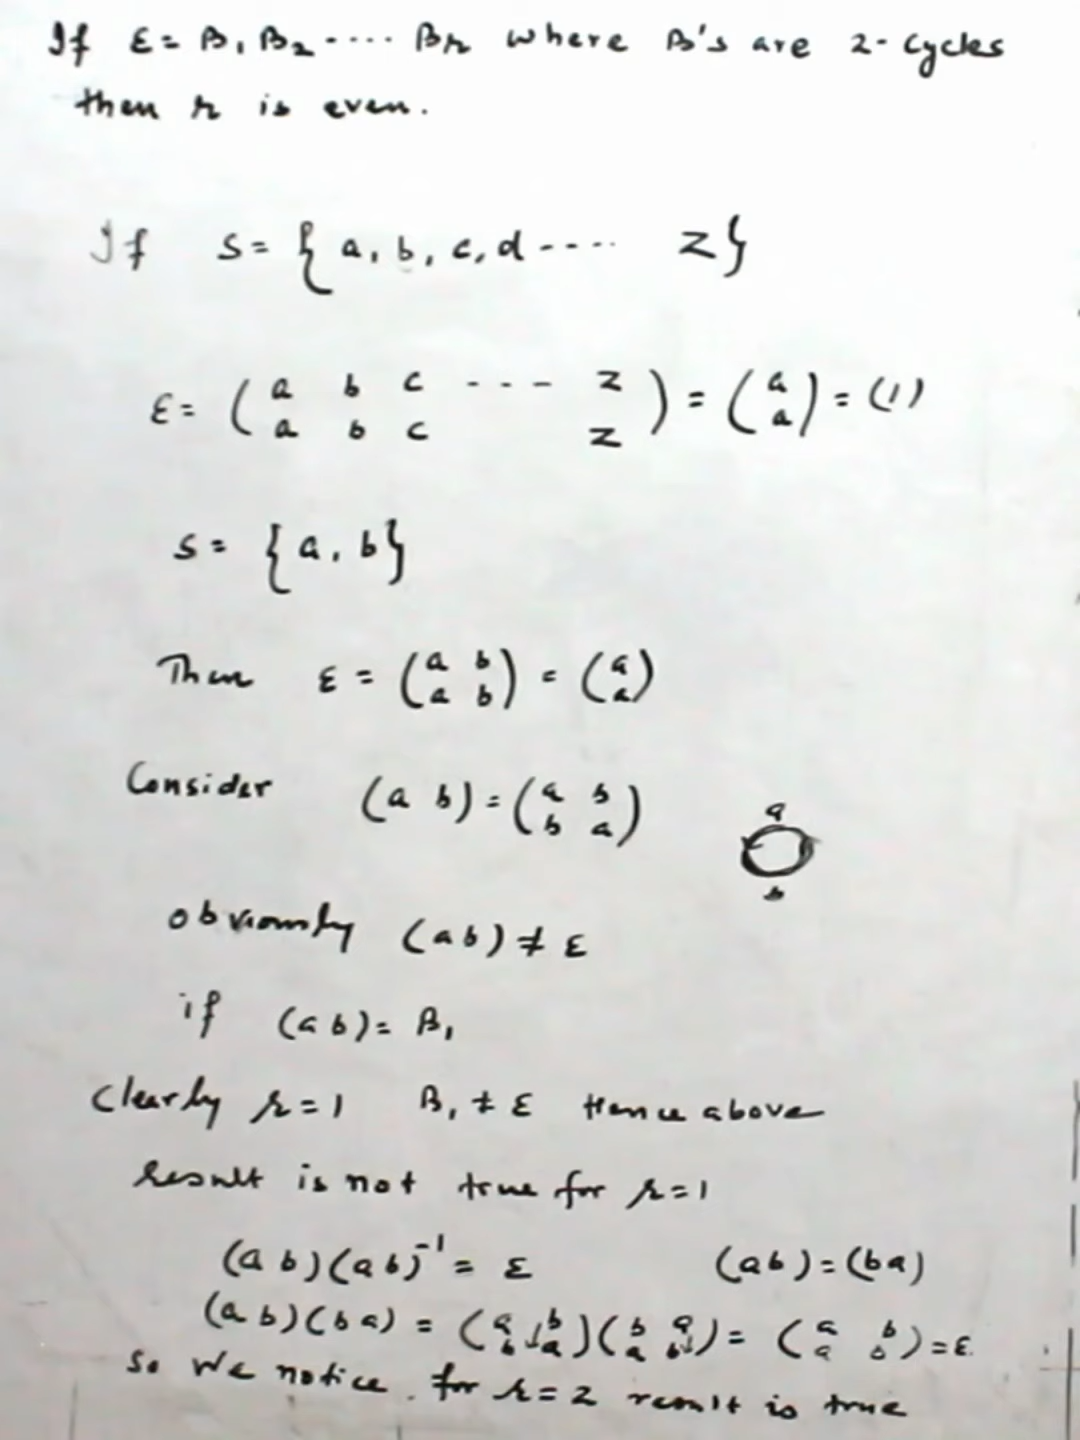 If ε = β₁ β₂ ---- βr where β's are 2-cycles
then r is even.
If S = { a, b, c, d ---- z}
ε = ( a b c --- z / a b c z ) = ( a / a ) = (1)
S = { a, b}
Then ε = ( a b / a b ) = ( a / a )
Consider (a b) = ( a b / b a )
a
b
obviously (ab) ≠ ε
if (ab) = β₁
Clearly r=1 β₁ ≠ ε Hence above
result is not true for r=1
(a b)(ab)⁻¹ = ε (ab) = (ba)
(a b)(ba) = ( a b / b a )( b a / a b ) = ( a b / a b ) = ε.
So We notice for r=2 result is true